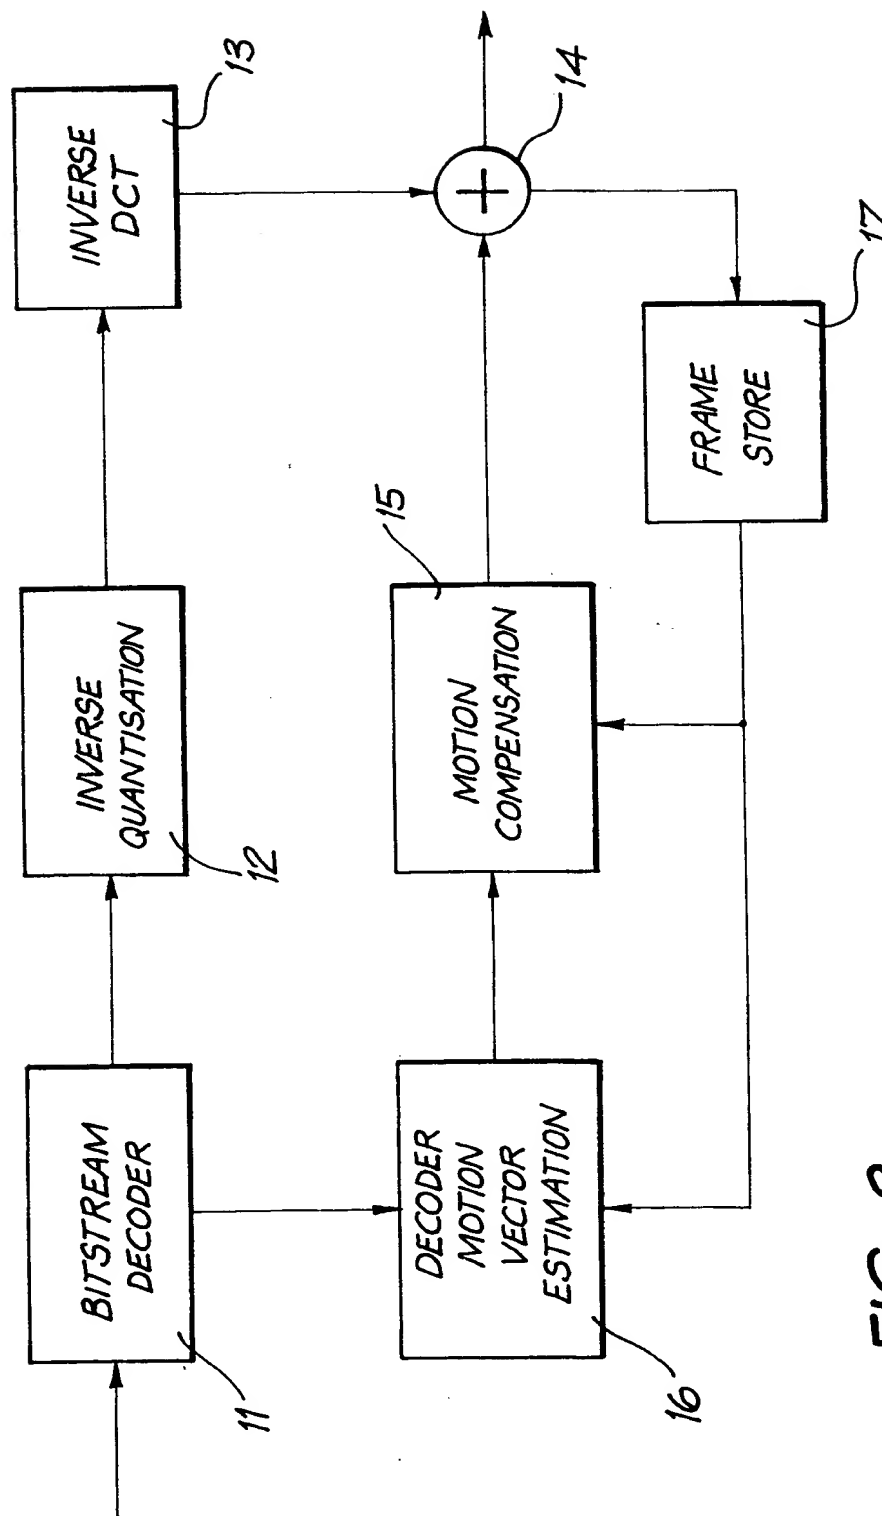 BITSTREAM
DECODER
11
INVERSE
QUANTISATION
12
INVERSE
DCT
13
DECODER
MOTION
VECTOR
ESTIMATION
16
MOTION
COMPENSATION
15
+
14
FRAME
STORE
17
FIG.